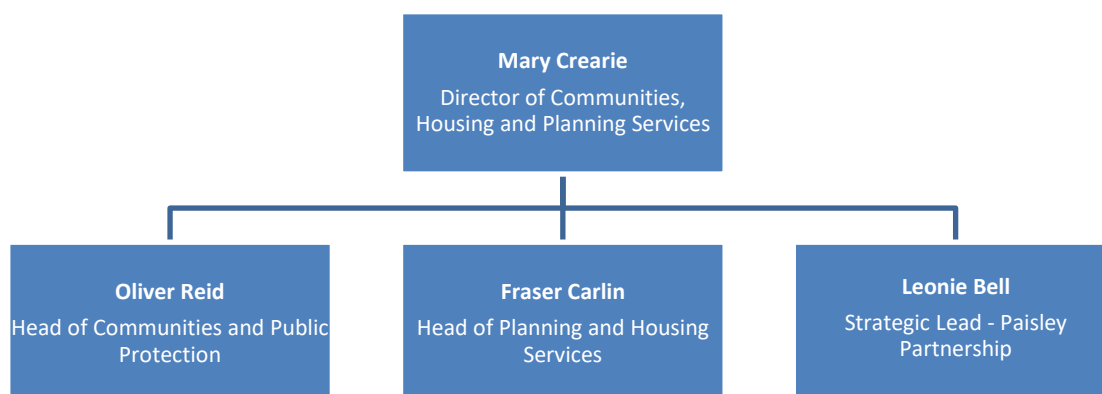 Mary Crearie
Director of Communities,
Housing and Planning Services
Oliver Reid
Head of Communities and Public
Protection
Fraser Carlin
Head of Planning and Housing
Services
Leonie Bell
Strategic Lead - Paisley
Partnership